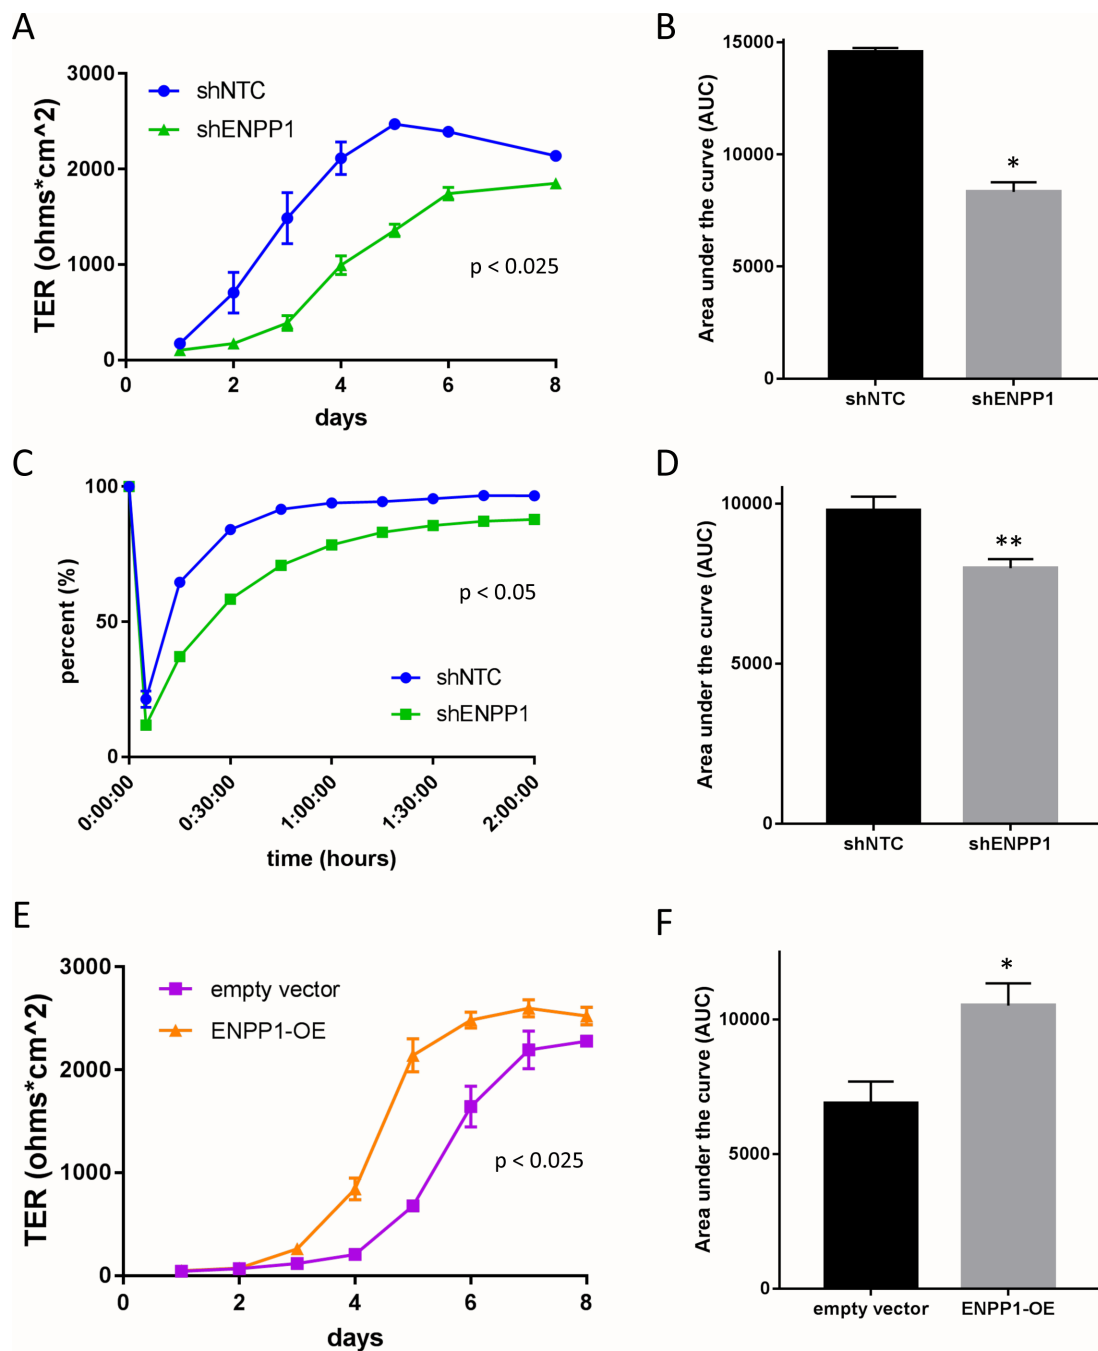 A
TER (ohms*cm^2)
3000
2000
1000
0
0 2 4 6 8
days
shNTC
shENPP1
p < 0.025
B
Area under the curve (AUC)
15000
10000
5000
0
*
shNTC shENPP1
C
percent (%)
100
50
0
0:00:00 0:30:00 1:00:00 1:30:00 2:00:00
time (hours)
p < 0.05
shNTC
shENPP1
D
Area under the curve (AUC)
10000
5000
0
**
shNTC shENPP1
E
TER (ohms*cm^2)
3000
2000
1000
0
0 2 4 6 8
days
empty vector
ENPP1-OE
p < 0.025
F
Area under the curve (AUC)
10000
5000
0
*
empty vector ENPP1-OE